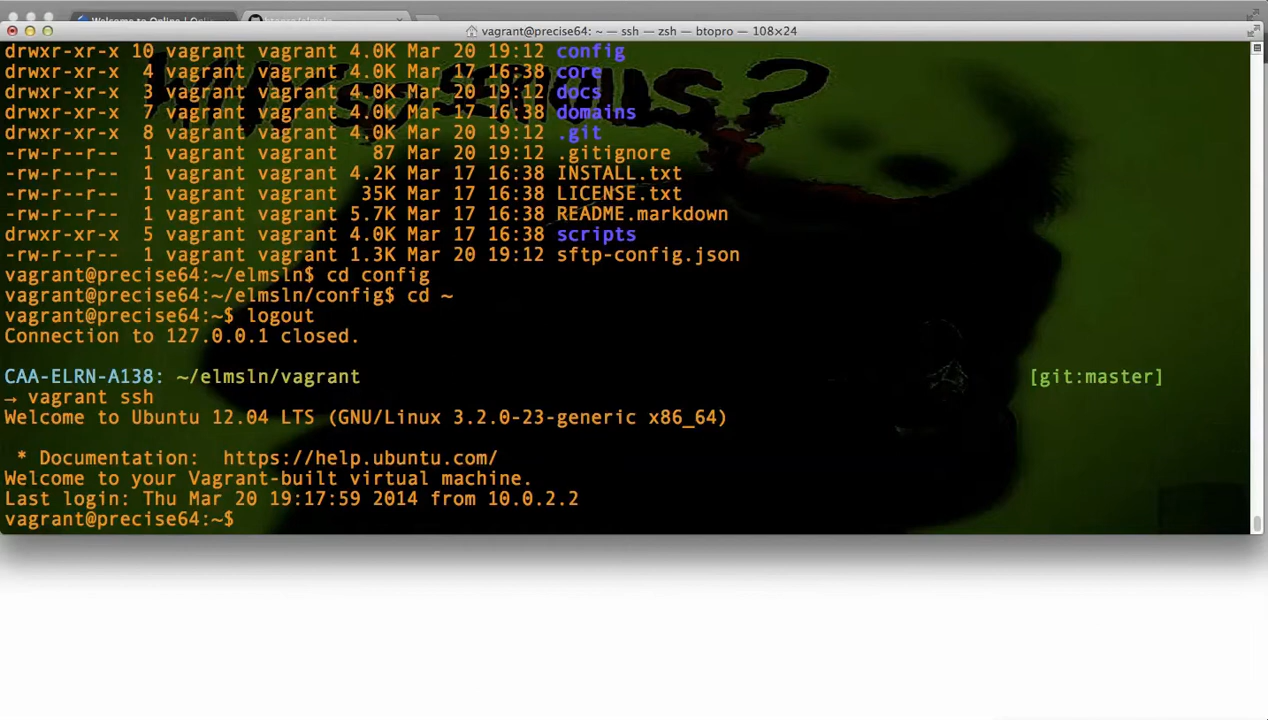 Welcome to Online | Onli
vagrant@precise64: ~ — ssh — zsh — btopro — 108×24
drwxr-xr-x 10 vagrant vagrant 4.0K Mar 20 19:12 config
drwxr-xr-x  4 vagrant vagrant 4.0K Mar 17 16:38 core
drwxr-xr-x  3 vagrant vagrant 4.0K Mar 20 19:12 docs
drwxr-xr-x  7 vagrant vagrant 4.0K Mar 17 16:38 domains
drwxr-xr-x  8 vagrant vagrant 4.0K Mar 20 19:12 .git
-rw-r--r--  1 vagrant vagrant   87 Mar 20 19:12 .gitignore
-rw-r--r--  1 vagrant vagrant 4.2K Mar 17 16:38 INSTALL.txt
-rw-r--r--  1 vagrant vagrant  35K Mar 17 16:38 LICENSE.txt
-rw-r--r--  1 vagrant vagrant 5.7K Mar 17 16:38 README.markdown
drwxr-xr-x  5 vagrant vagrant 4.0K Mar 17 16:38 scripts
-rw-r--r--  1 vagrant vagrant 1.3K Mar 20 19:12 sftp-config.json
vagrant@precise64:~/elmsln$ cd config
vagrant@precise64:~/elmsln/config$ cd ~
vagrant@precise64:~$ logout
Connection to 127.0.0.1 closed.
CAA-ELRN-A138: ~/elmsln/vagrant [git:master]
→ vagrant ssh
Welcome to Ubuntu 12.04 LTS (GNU/Linux 3.2.0-23-generic x86_64)
 * Documentation:  https://help.ubuntu.com/
Welcome to your Vagrant-built virtual machine.
Last login: Thu Mar 20 19:17:59 2014 from 10.0.2.2
vagrant@precise64:~$